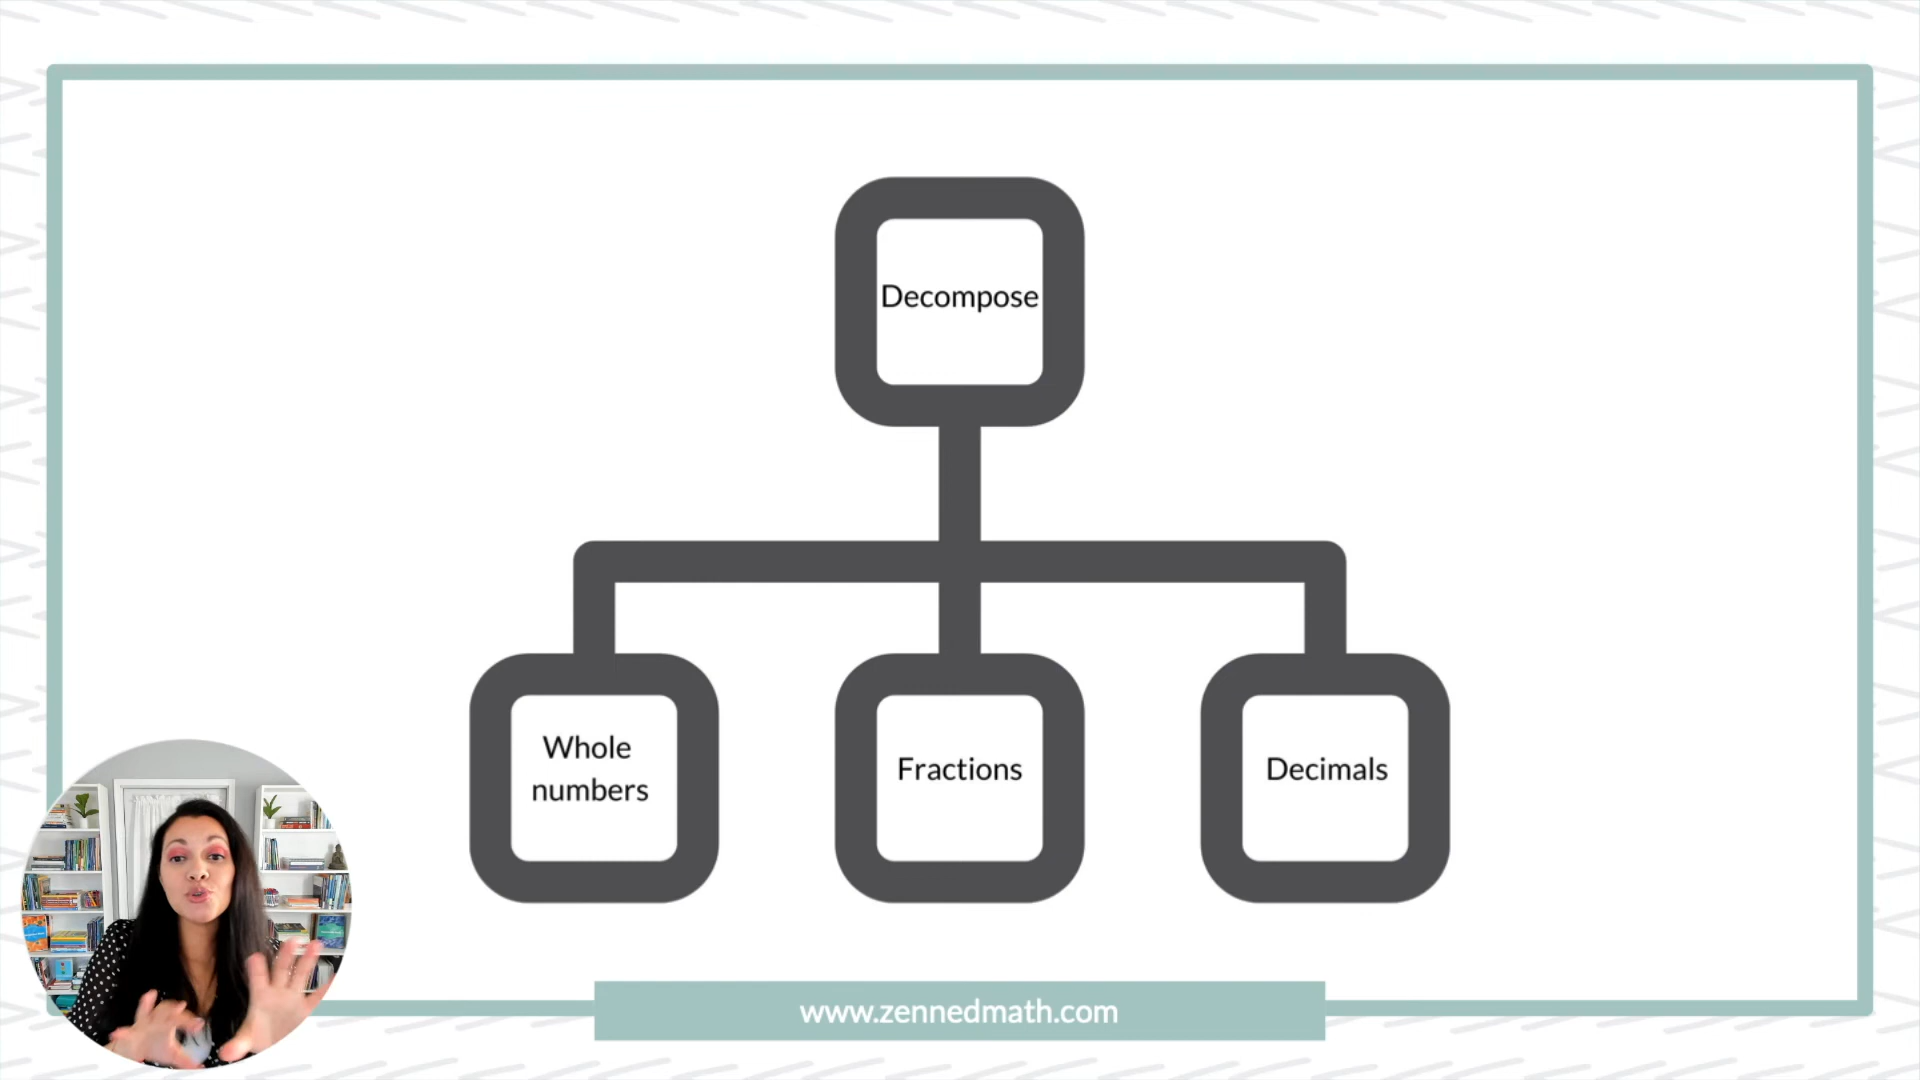 Decompose
Whole
numbers
Fractions
Decimals
www.zennedmath.com